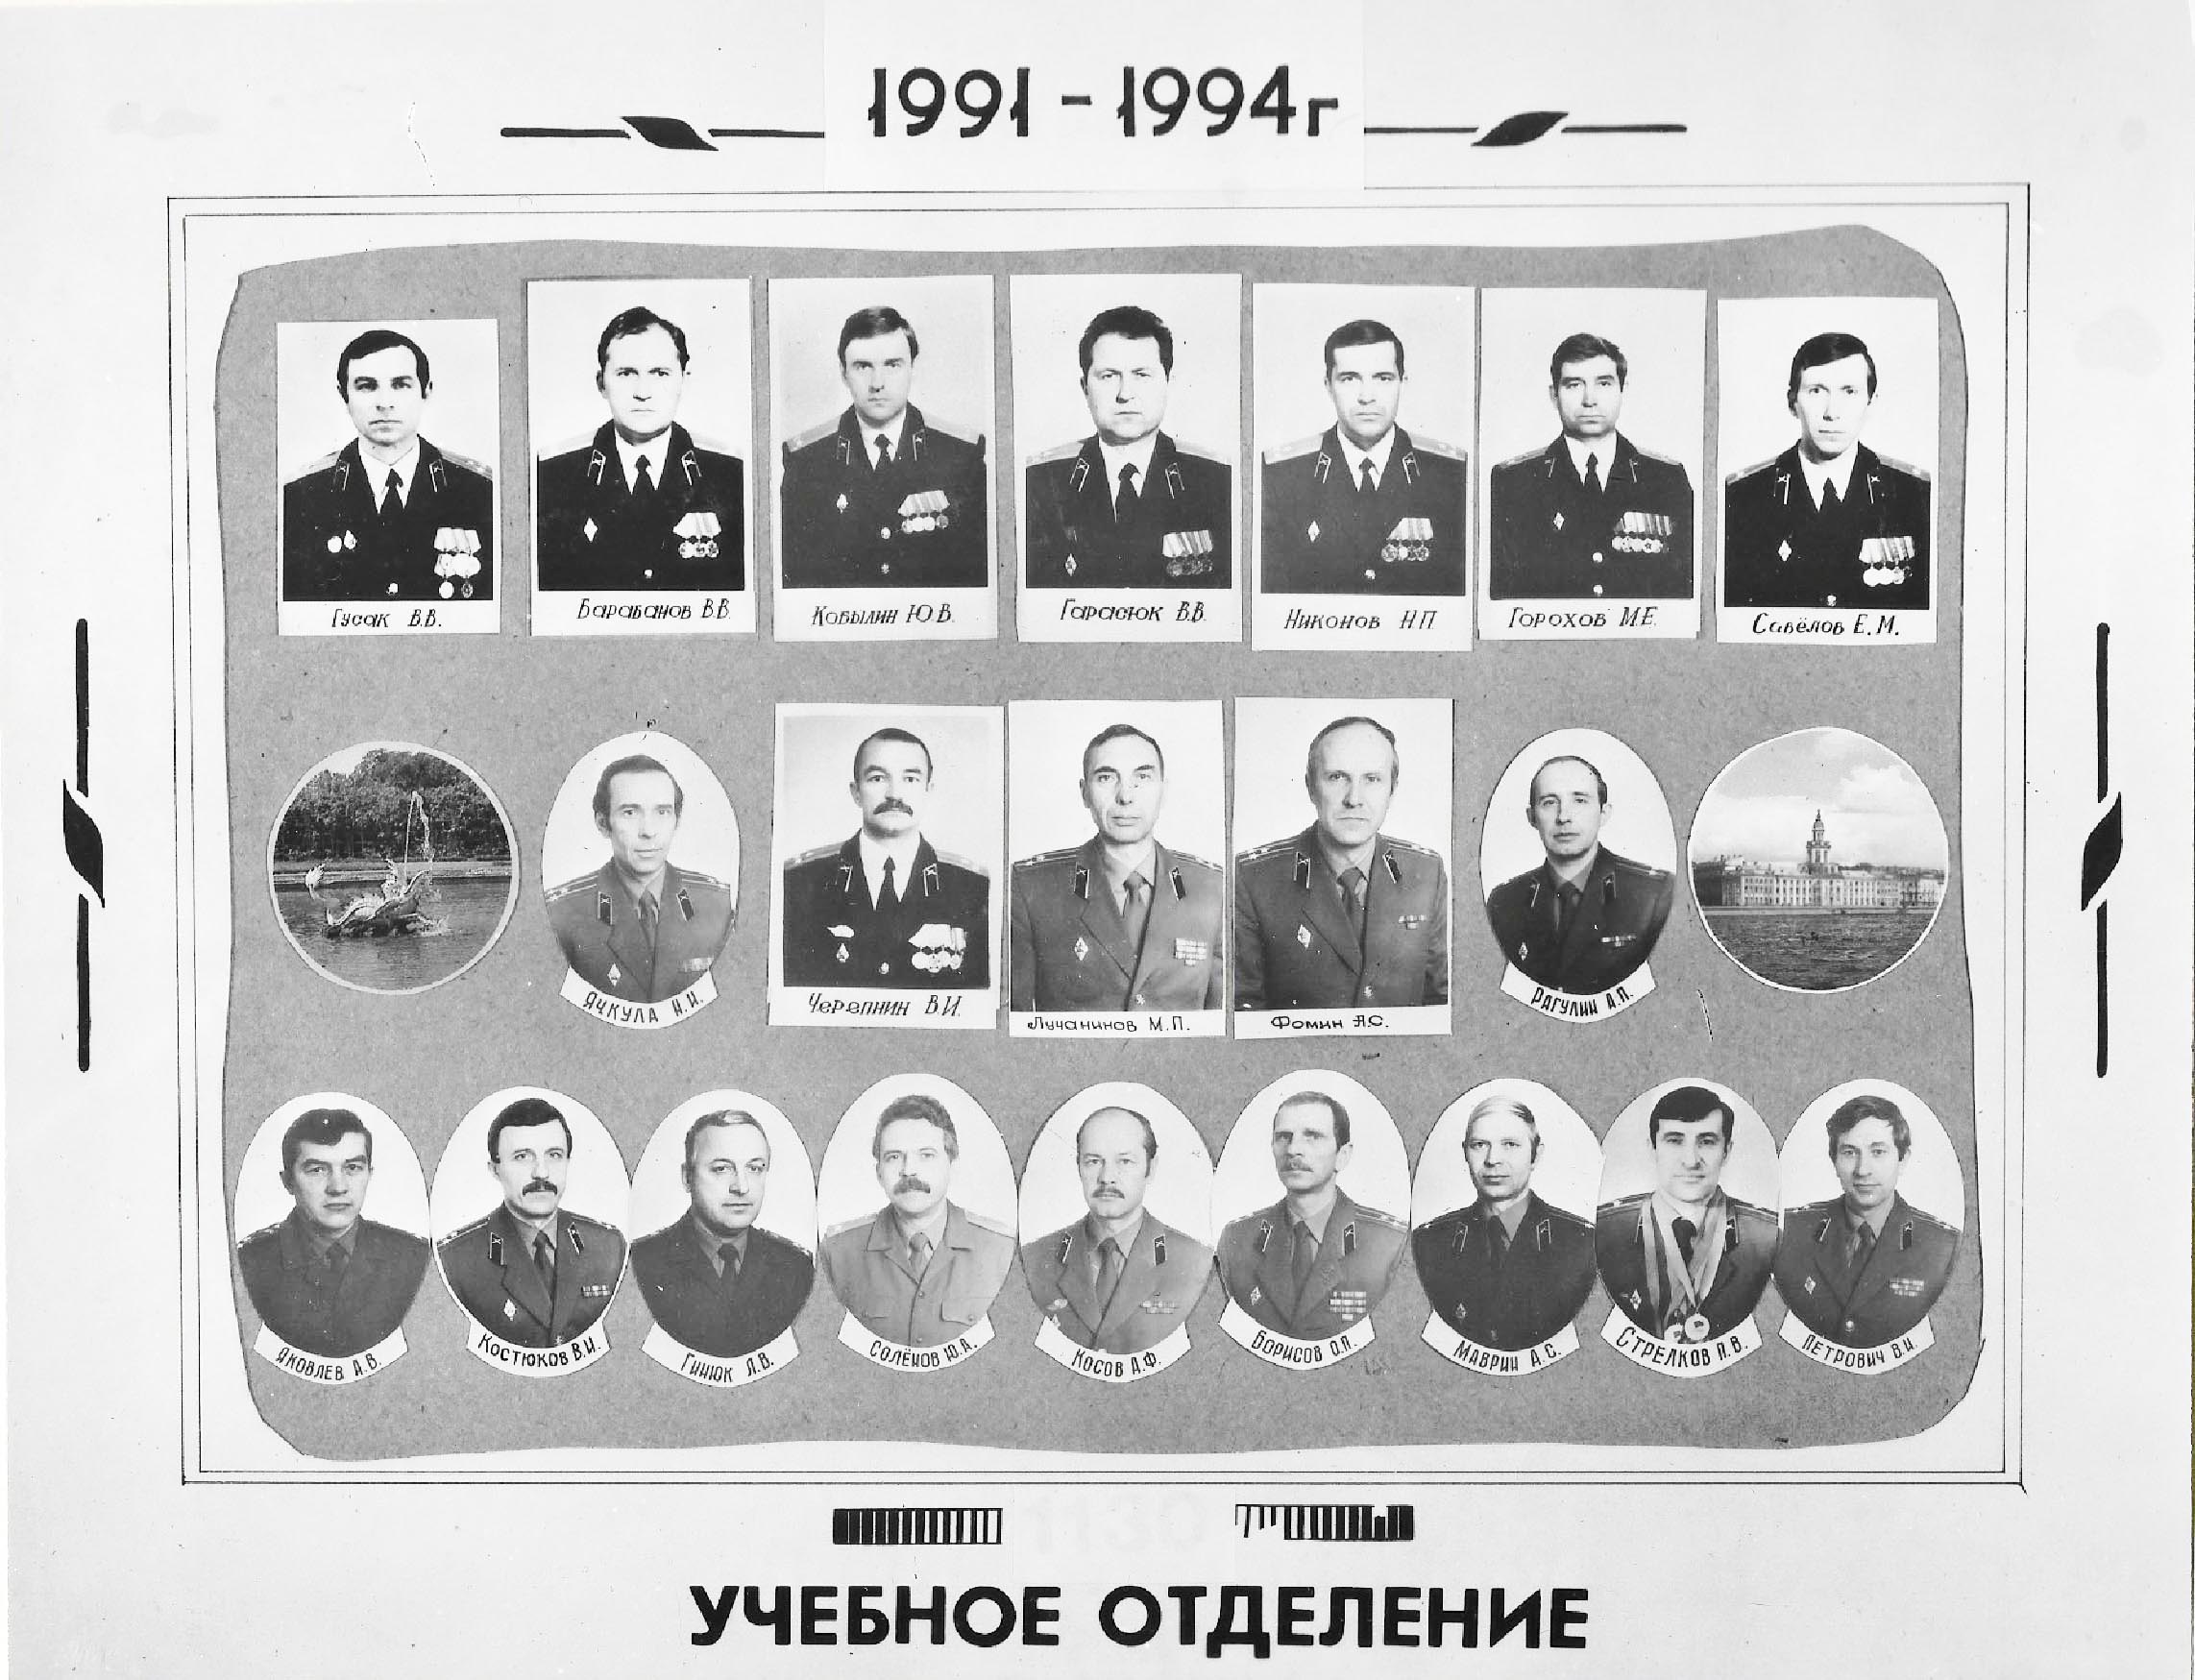 1991 - 1994г
Гусак В.В.
Барабанов В.В.
Кобылин Ю.В.
Гарасюк В.В.
Никонов Н П
Горохов М.Е.
Савёлов Е.М.
Ячкула Н.И.
Черепнин В.И.
Лучанинов М.П.
Фомин А.С.
Рагулин А.П.
Яковлев А.В.
Костюков В.И.
Гинюк Л.В.
Солёнов Ю.А.
Косов А.Ф.
Борисов О.П.
Маврин А.С.
Стрелков П.В.
Петрович В.И.
УЧЕБНОЕ ОТДЕЛЕНИЕ